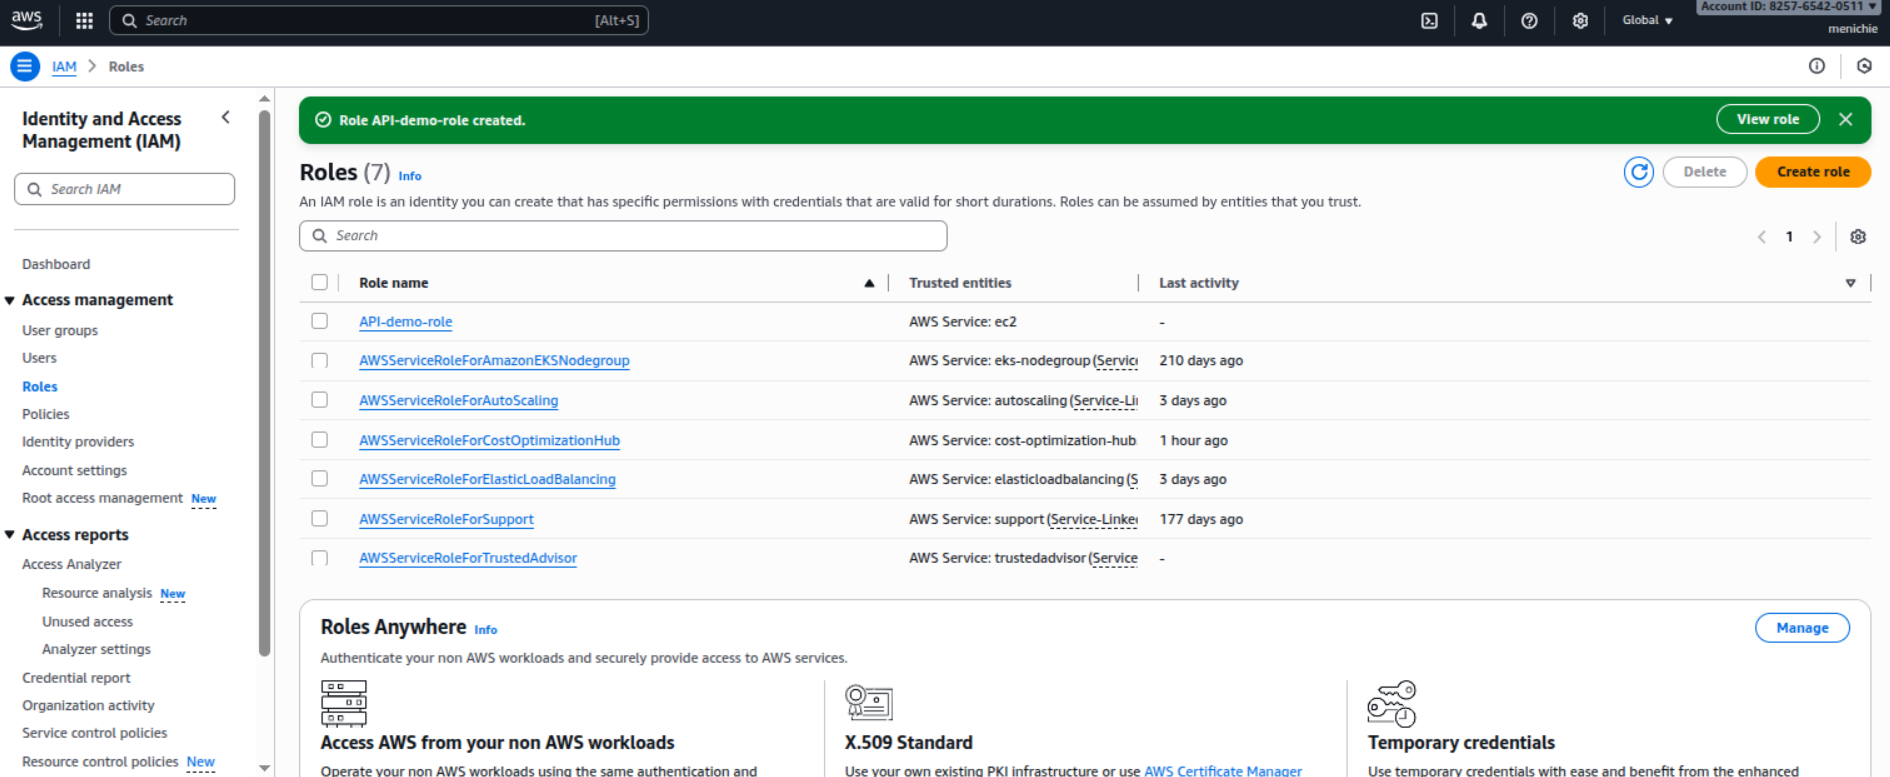 aws
Search [Alt+S]
Global ▼
Account ID: 8257-6542-0511 ▼
menichie
IAM > Roles
Identity and Access
Management (IAM)
Search IAM
Dashboard
Access management
User groups
Users
Roles
Policies
Identity providers
Account settings
Root access management New
Access reports
Access Analyzer
Resource analysis New
Unused access
Analyzer settings
Credential report
Organization activity
Service control policies
Resource control policies New
Role API-demo-role created.
View role
Roles (7) Info
Delete
Create role
An IAM role is an identity you can create that has specific permissions with credentials that are valid for short durations. Roles can be assumed by entities that you trust.
Search
< 1 >
Role name Trusted entities Last activity
API-demo-role AWS Service: ec2 -
AWSServiceRoleForAmazonEKSNodegroup AWS Service: eks-nodegroup (Service 210 days ago
AWSServiceRoleForAutoScaling AWS Service: autoscaling (Service-Li 3 days ago
AWSServiceRoleForCostOptimizationHub AWS Service: cost-optimization-hub 1 hour ago
AWSServiceRoleForElasticLoadBalancing AWS Service: elasticloadbalancing (S 3 days ago
AWSServiceRoleForSupport AWS Service: support (Service-Linked 177 days ago
AWSServiceRoleForTrustedAdvisor AWS Service: trustedadvisor (Service -
Roles Anywhere Info
Manage
Authenticate your non AWS workloads and securely provide access to AWS services.
Access AWS from your non AWS workloads
Operate your non AWS workloads using the same authentication and
X.509 Standard
Use your own existing PKI infrastructure or use AWS Certificate Manager
Temporary credentials
Use temporary credentials with ease and benefit from the enhanced